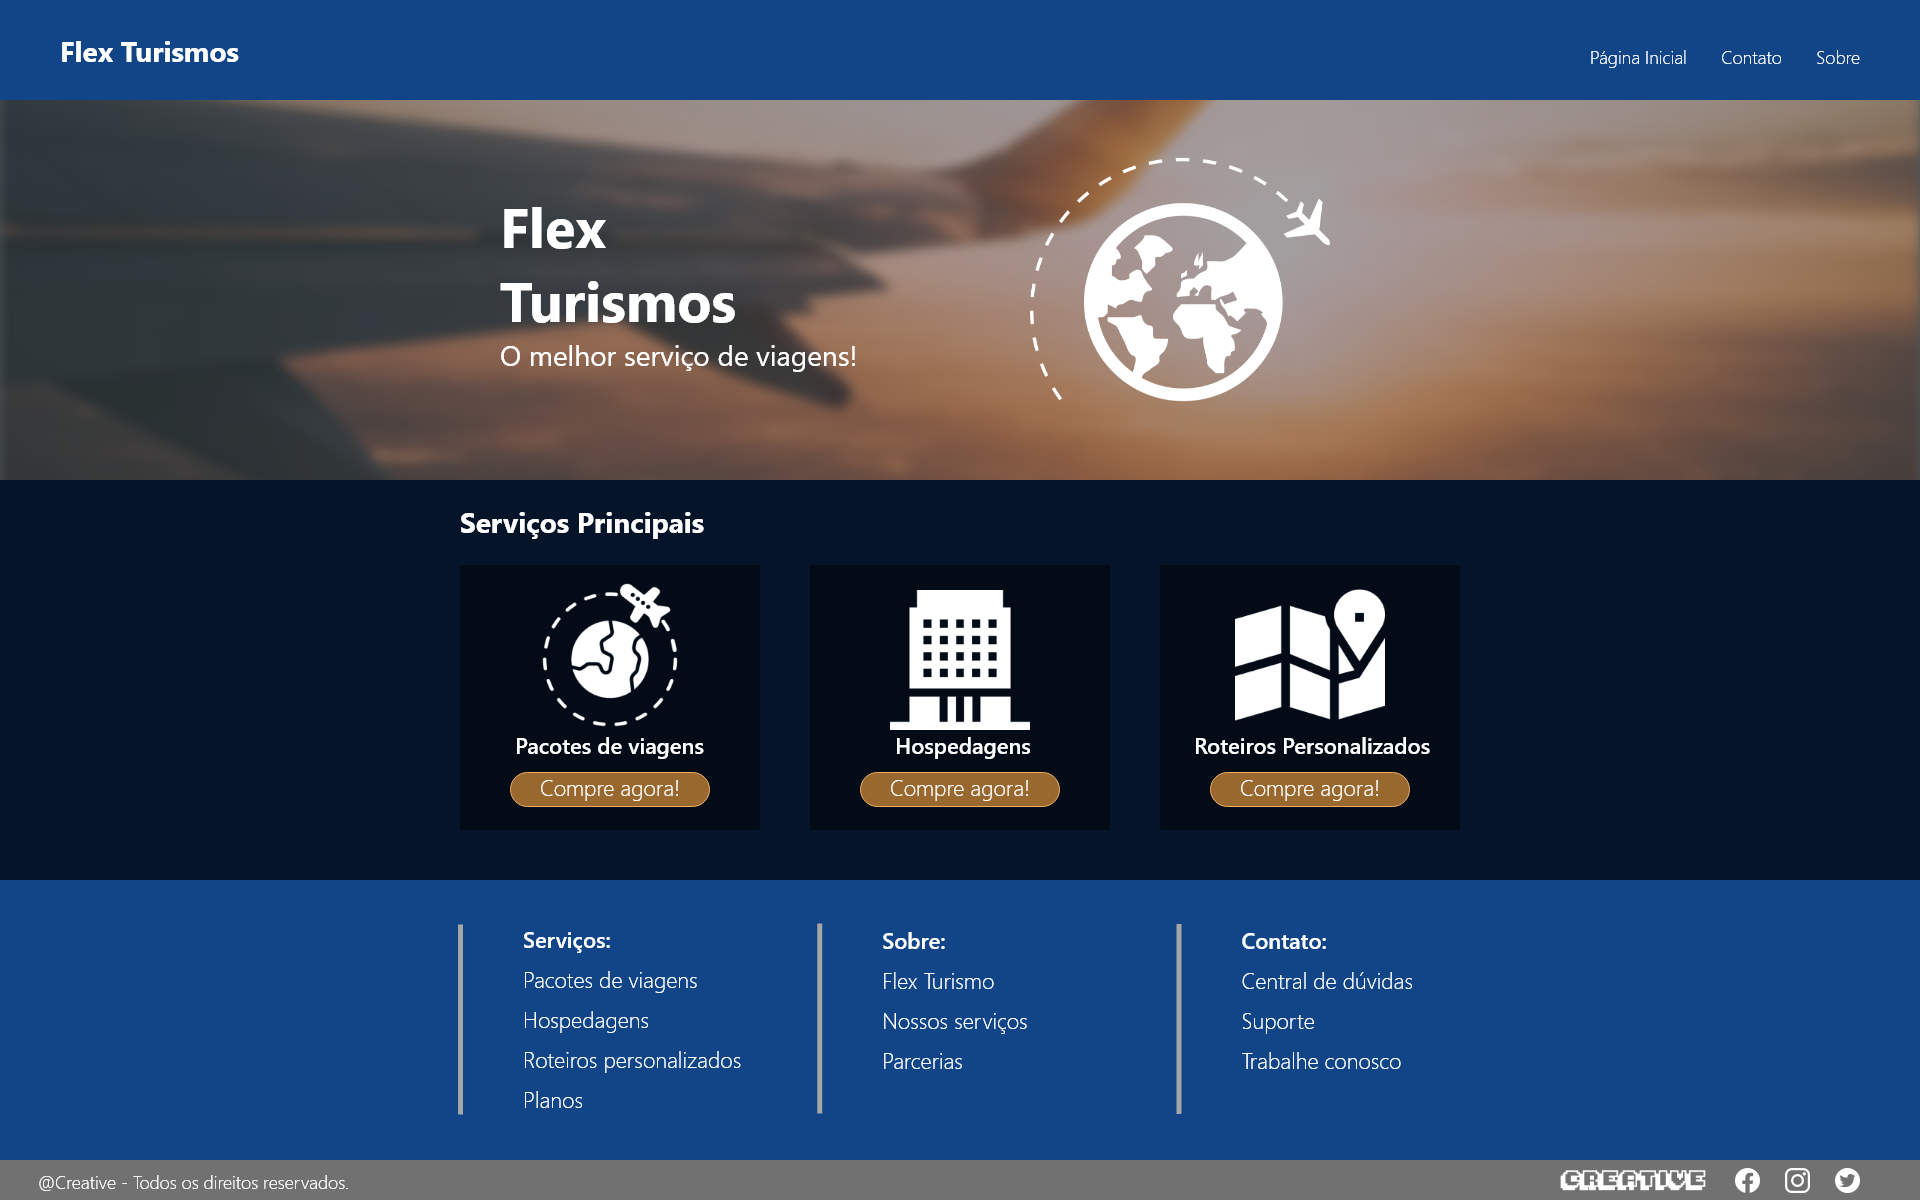 Flex Turismos
Página Inicial
Contato
Sobre
Flex
Turismos
O melhor serviço de viagens!
Serviços Principais
Pacotes de viagens
Compre agora!
Hospedagens
Compre agora!
Roteiros Personalizados
Compre agora!
Serviços:
Pacotes de viagens
Hospedagens
Roteiros personalizados
Planos
Sobre:
Flex Turismo
Nossos serviços
Parcerias
Contato:
Central de dúvidas
Suporte
Trabalhe conosco
@Creative - Todos os direitos reservados.
CREATIVE